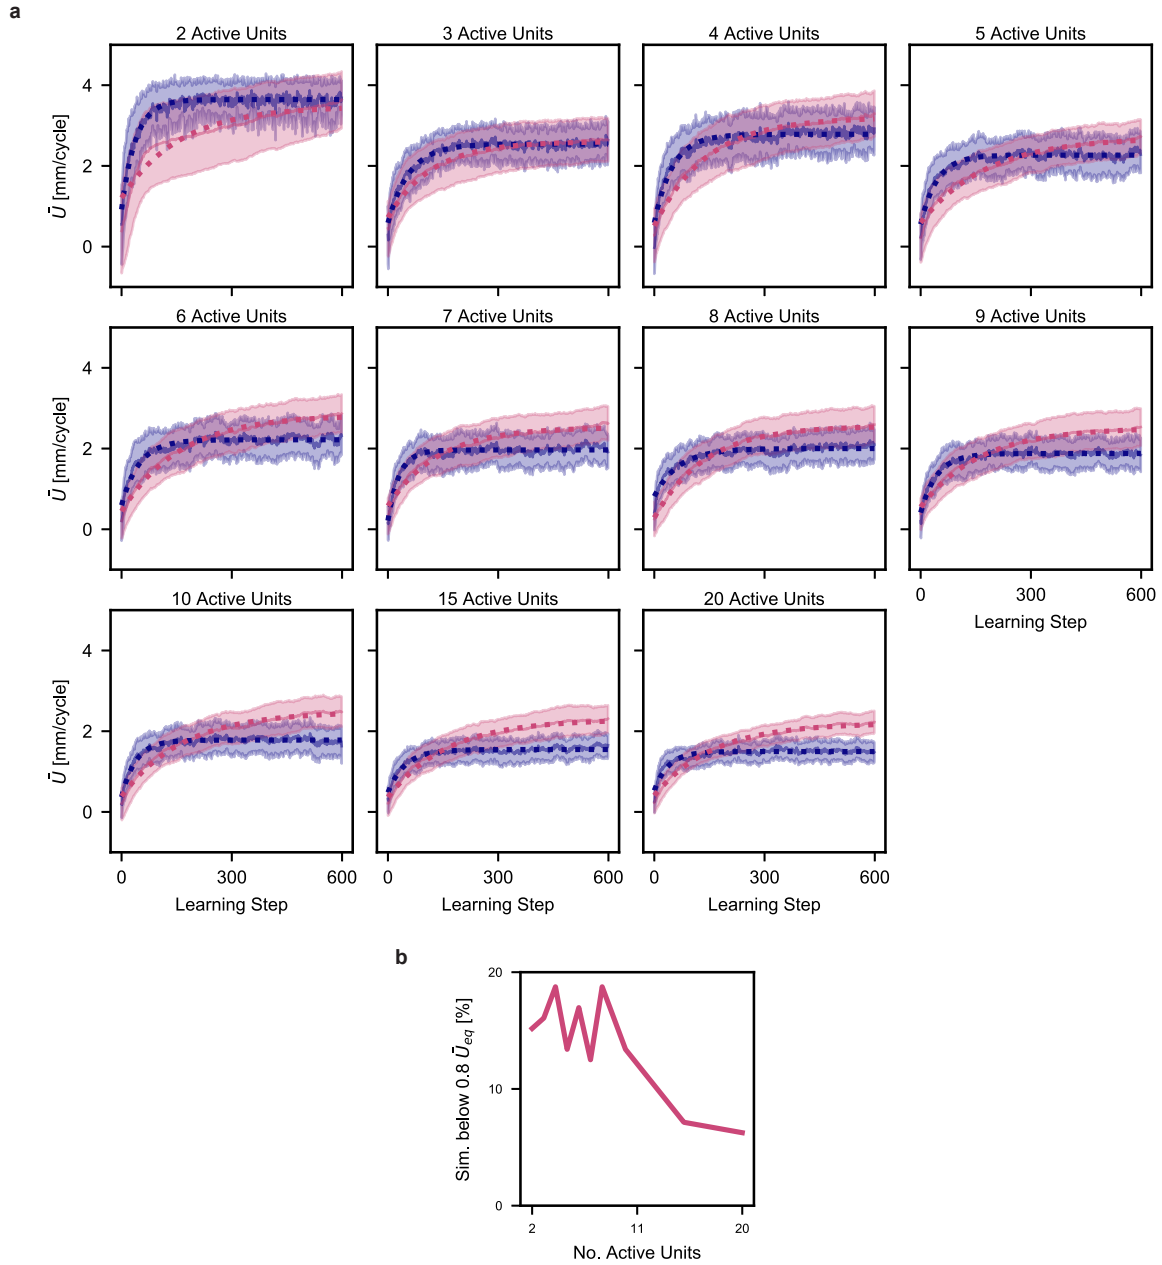 a
2 Active Units
3 Active Units
4 Active Units
5 Active Units
4
2
0
Ū [mm/cycle]
6 Active Units
7 Active Units
8 Active Units
9 Active Units
4
2
0
Ū [mm/cycle]
0 300 600
Learning Step
10 Active Units
15 Active Units
20 Active Units
4
2
0
Ū [mm/cycle]
0 300 600
0 300 600
0 300 600
Learning Step
Learning Step
Learning Step
b
20
10
0
Sim. below 0.8 Ū_eq [%]
2 11 20
No. Active Units